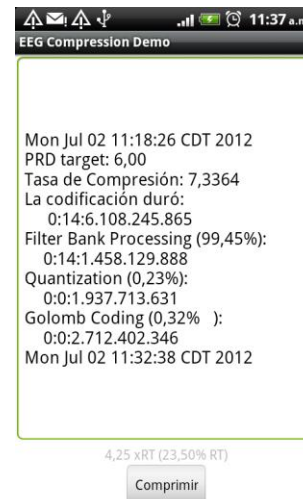 11:37 a.m
EEG Compression Demo
Mon Jul 02 11:18:26 CDT 2012
PRD target: 6,00
Tasa de Compresión: 7,3364
La codificación duró:
0:14:6.108.245.865
Filter Bank Processing (99,45%):
0:14:1.458.129.888
Quantization (0,23%):
0:0:1.937.713.631
Golomb Coding (0,32% ):
0:0:2.712.402.346
Mon Jul 02 11:32:38 CDT 2012
4,25 xRT (23,50% RT)
Comprimir